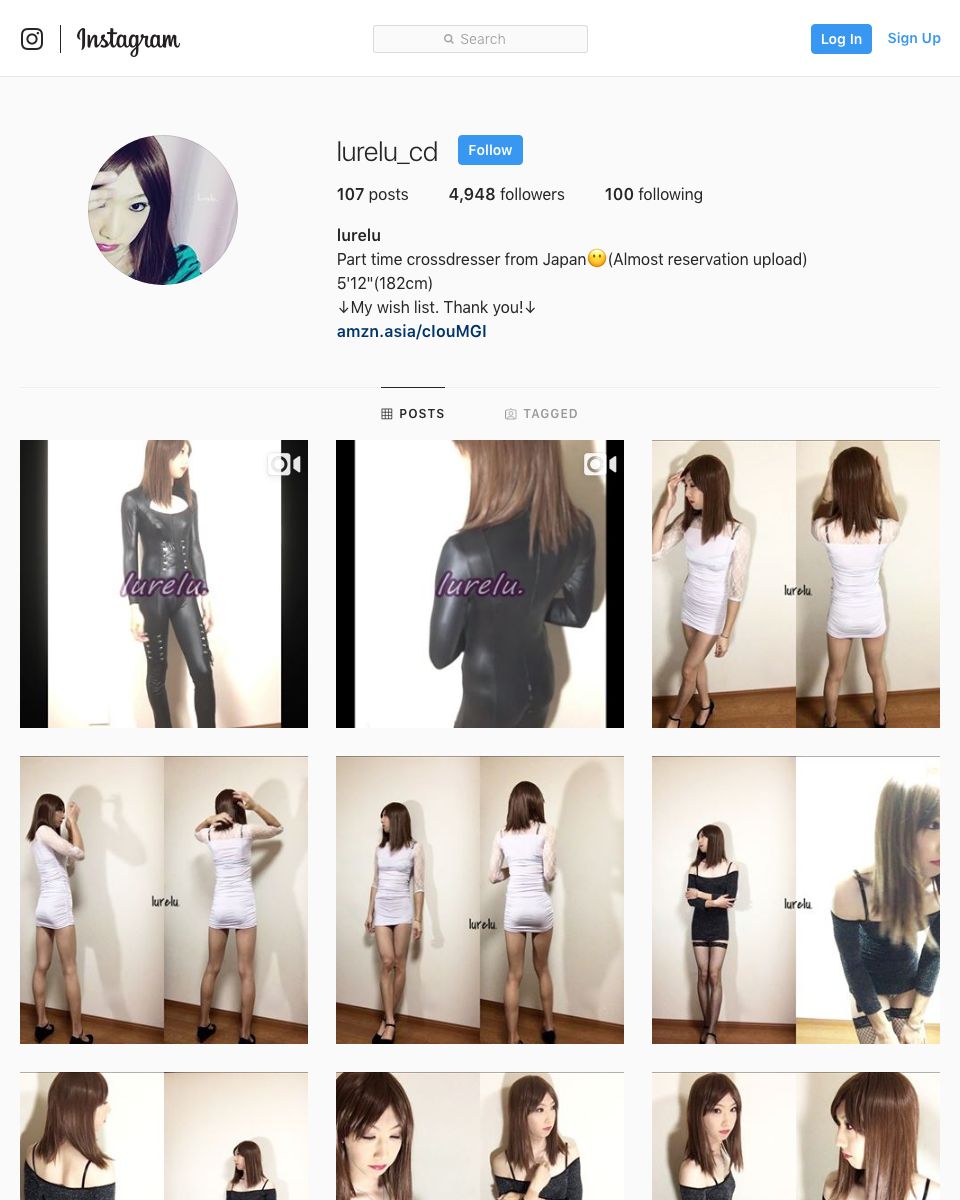 Instagram
Search
Log In
Sign Up
lurelu.
lurelu_cd
Follow
107 posts
4,948 followers
100 following
lurelu
Part time crossdresser from Japan😶(Almost reservation upload)
5'12"(182cm)
↓My wish list. Thank you!↓
amzn.asia/cIouMGI
POSTS
TAGGED
lurelu.
lurelu.
lurelu.
lurelu.
lurelu.
lurelu.